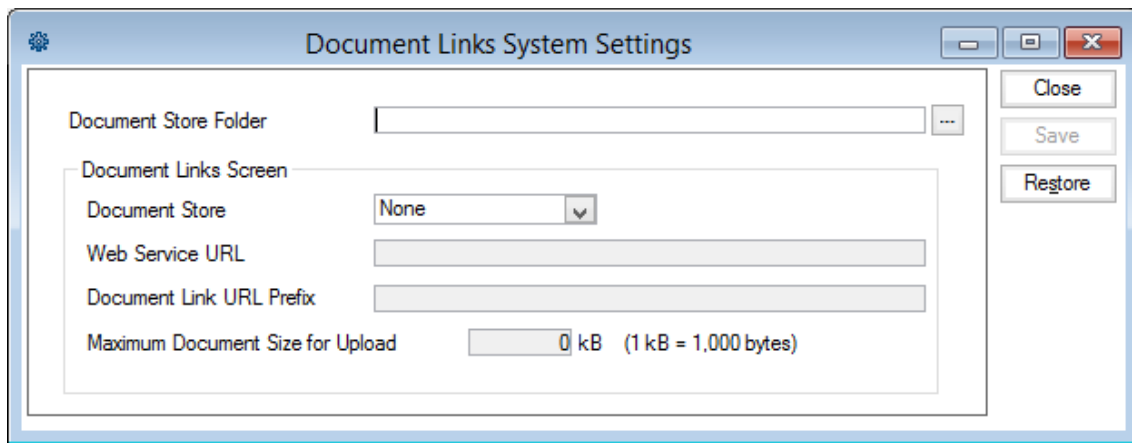 Document Links System Settings
Close
Document Store Folder
...
Save
Document Links Screen
Restore
Document Store
None
Web Service URL
Document Link URL Prefix
Maximum Document Size for Upload
0 kB (1 kB = 1,000 bytes)